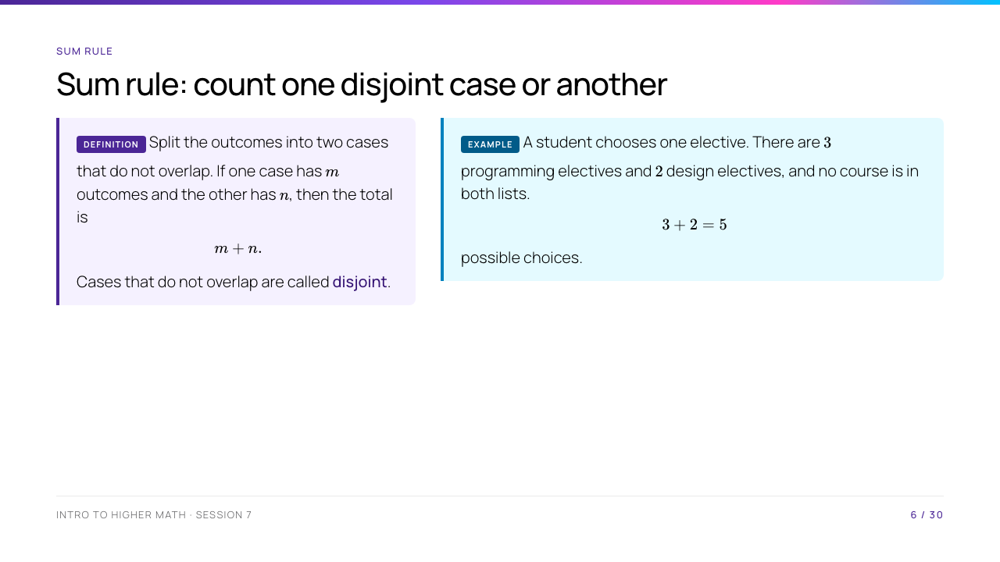 SUM RULE
Sum rule: count one disjoint case or another
DEFINITION Split the outcomes into two cases
that do not overlap. If one case has m
outcomes and the other has n, then the total
is
m + n.
Cases that do not overlap are called disjoint.
EXAMPLE A student chooses one elective. There are 3
programming electives and 2 design electives, and no course is in
both lists.
3 + 2 = 5
possible choices.
INTRO TO HIGHER MATH · SESSION 7
6 / 30